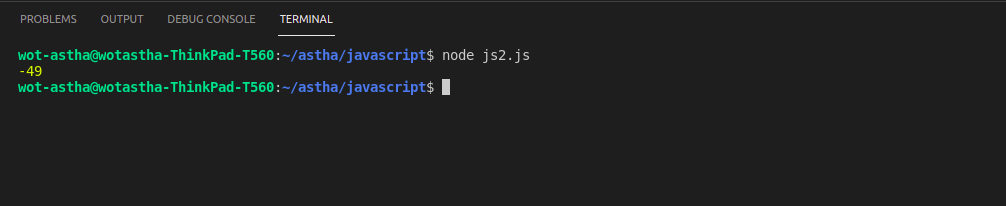 PROBLEMS OUTPUT DEBUG CONSOLE TERMINAL
wot-astha@wotastha-ThinkPad-T560:~/astha/javascript$ node js2.js
-49
wot-astha@wotastha-ThinkPad-T560:~/astha/javascript$